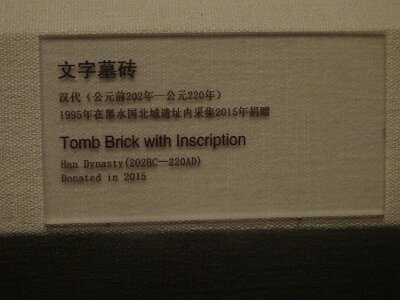 文字墓砖
汉代（公元前202年—公元220年）
1995年在黑水国北城遗址内采集2015年捐赠
Tomb Brick with Inscription
Han Dynasty(202BC—220AD)
Donated in 2015